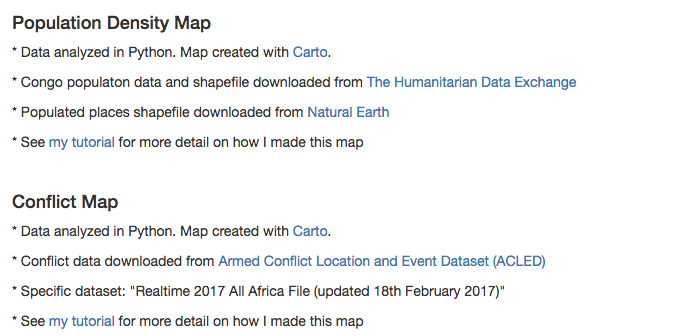 Population Density Map
* Data analyzed in Python. Map created with Carto.
* Congo populaton data and shapefile downloaded from The Humanitarian Data Exchange
* Populated places shapefile downloaded from Natural Earth
* See my tutorial for more detail on how I made this map
Conflict Map
* Data analyzed in Python. Map created with Carto.
* Conflict data downloaded from Armed Conflict Location and Event Dataset (ACLED)
* Specific dataset: "Realtime 2017 All Africa File (updated 18th February 2017)"
* See my tutorial for more detail on how I made this map